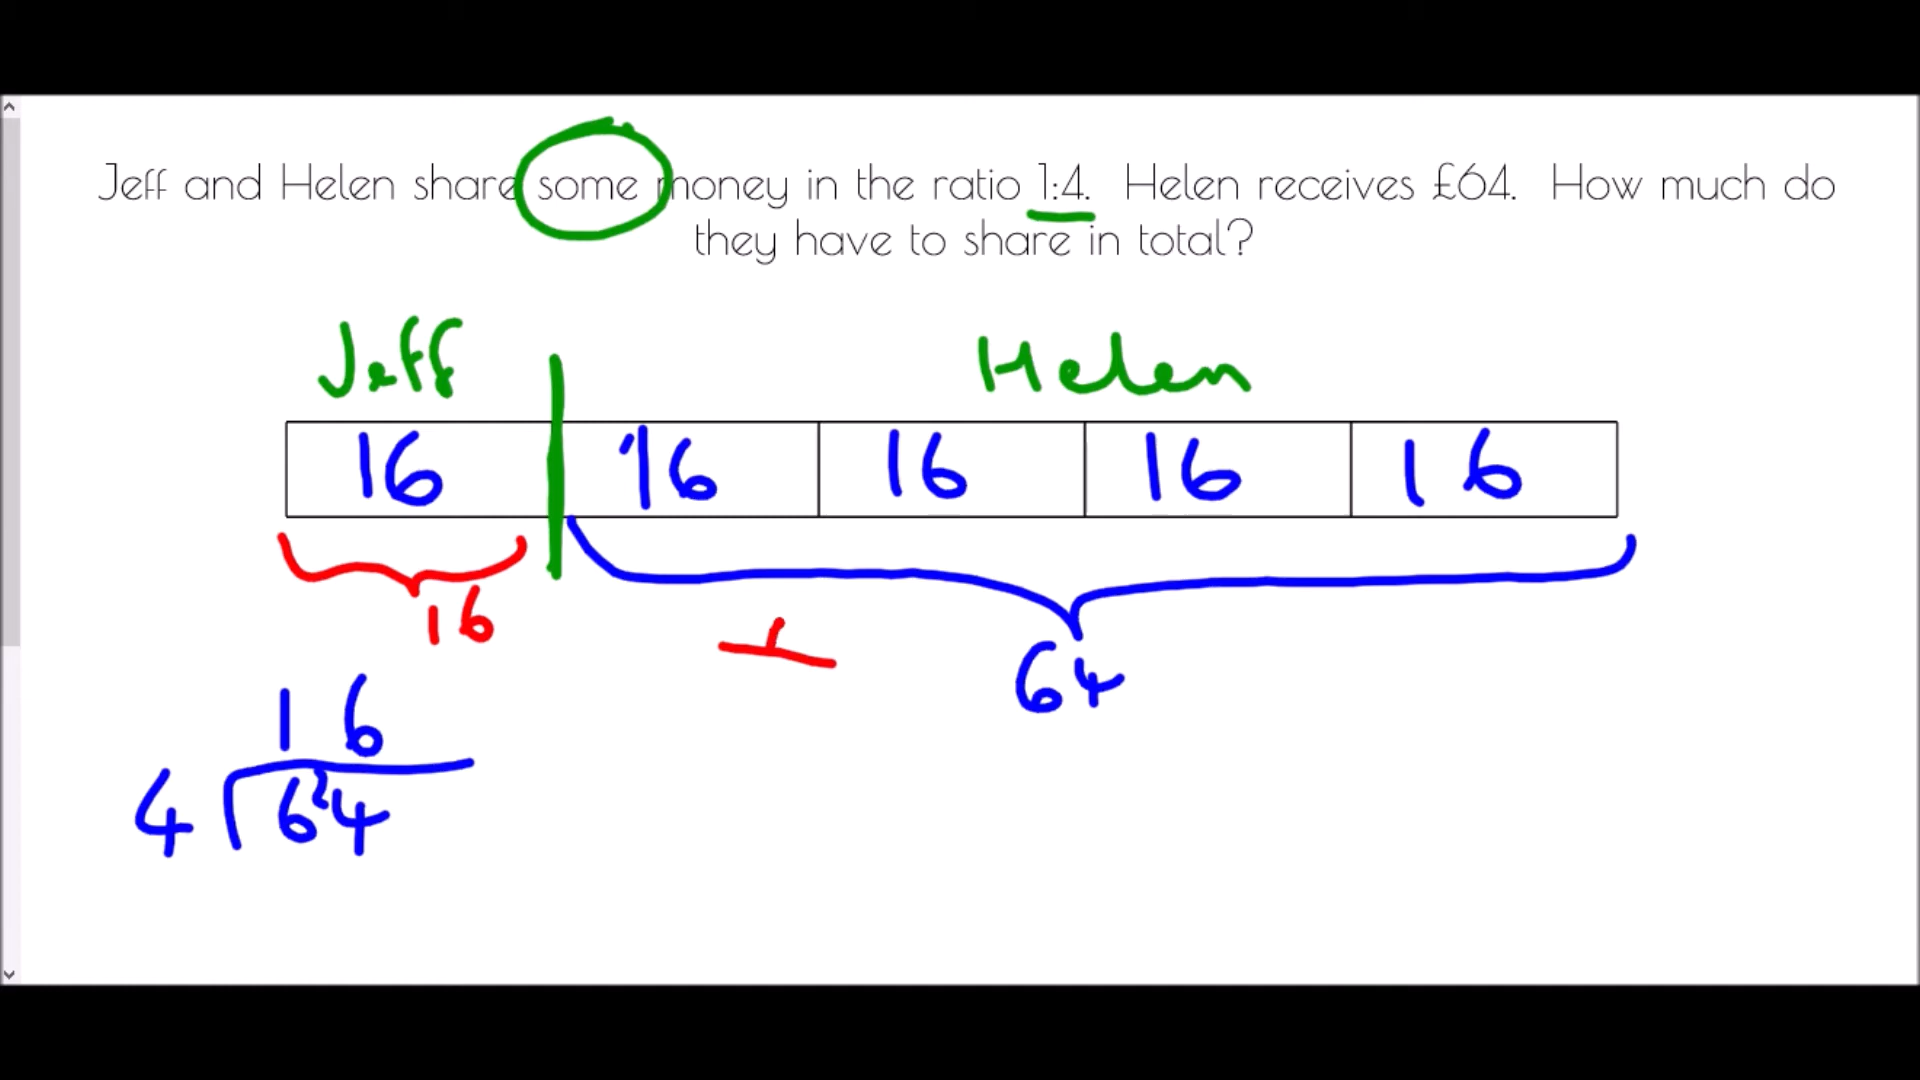 Jeff and Helen share some money in the ratio 1:4. Helen receives £64. How much do
they have to share in total?
Jeff Helen
16 16 16 16 16
16
64
16
4 6²4